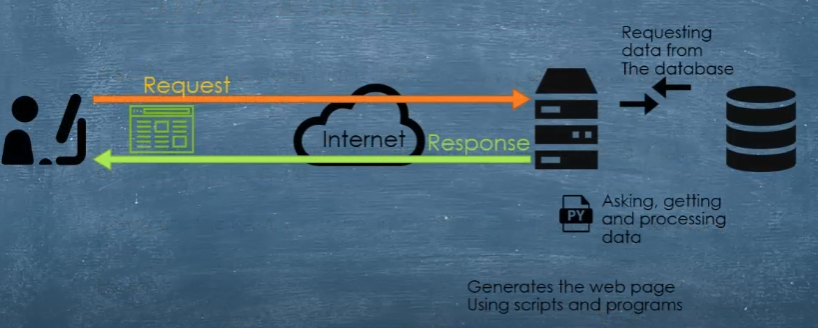 Requesting
data from
The database
Request
Internet
Response
PY
Asking, getting
and processing
data
Generates the web page
Using scripts and programs